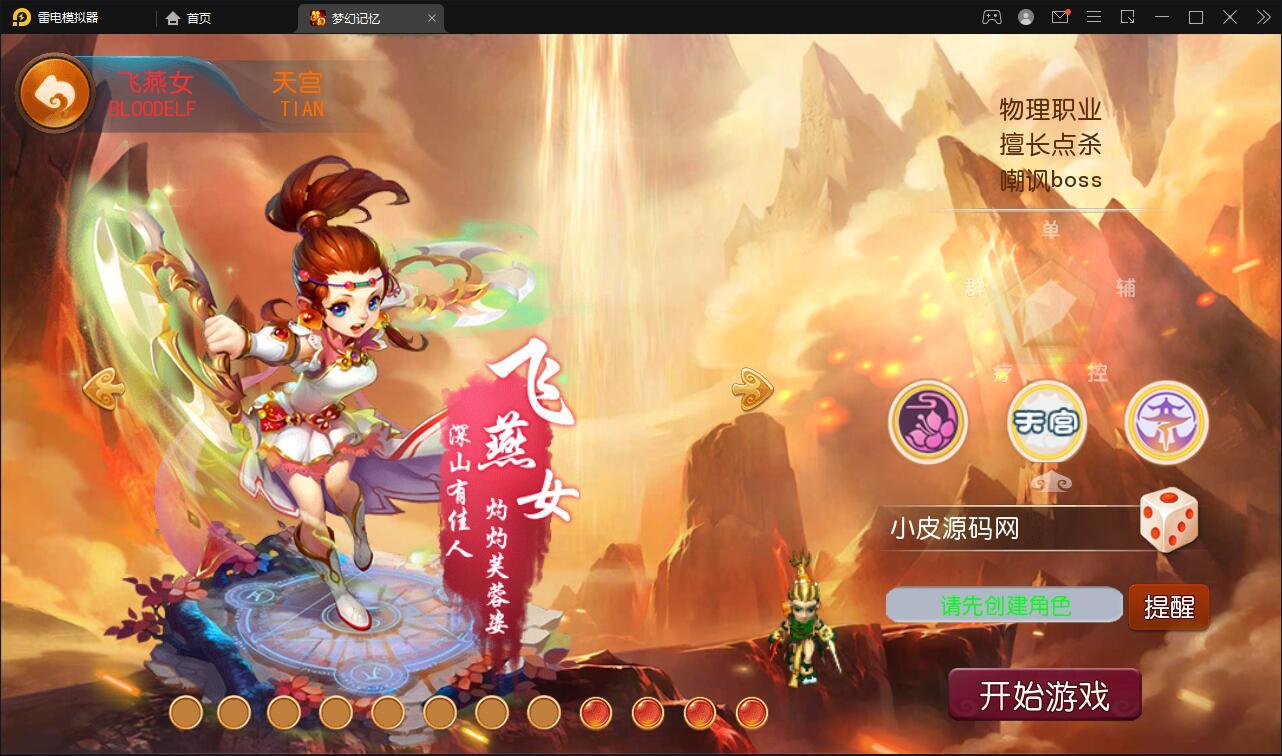 雷电模拟器
首页
梦幻记忆
飞燕女
BLOODELF
天宫
TIAN
物理职业
擅长点杀
嘲讽boss
单
群
辅
疗
控
飞燕女
深山有佳人
灼灼芙蓉姿
天宫
小皮源码网
请先创建角色
提醒
开始游戏